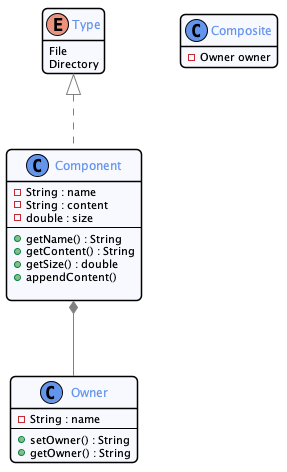 E Type
File
Directory
C Composite
Owner owner
C Component
String : name
String : content
double : size
getName() : String
getContent() : String
getSize() : double
appendContent()
C Owner
String : name
setOwner() : String
getOwner() : String